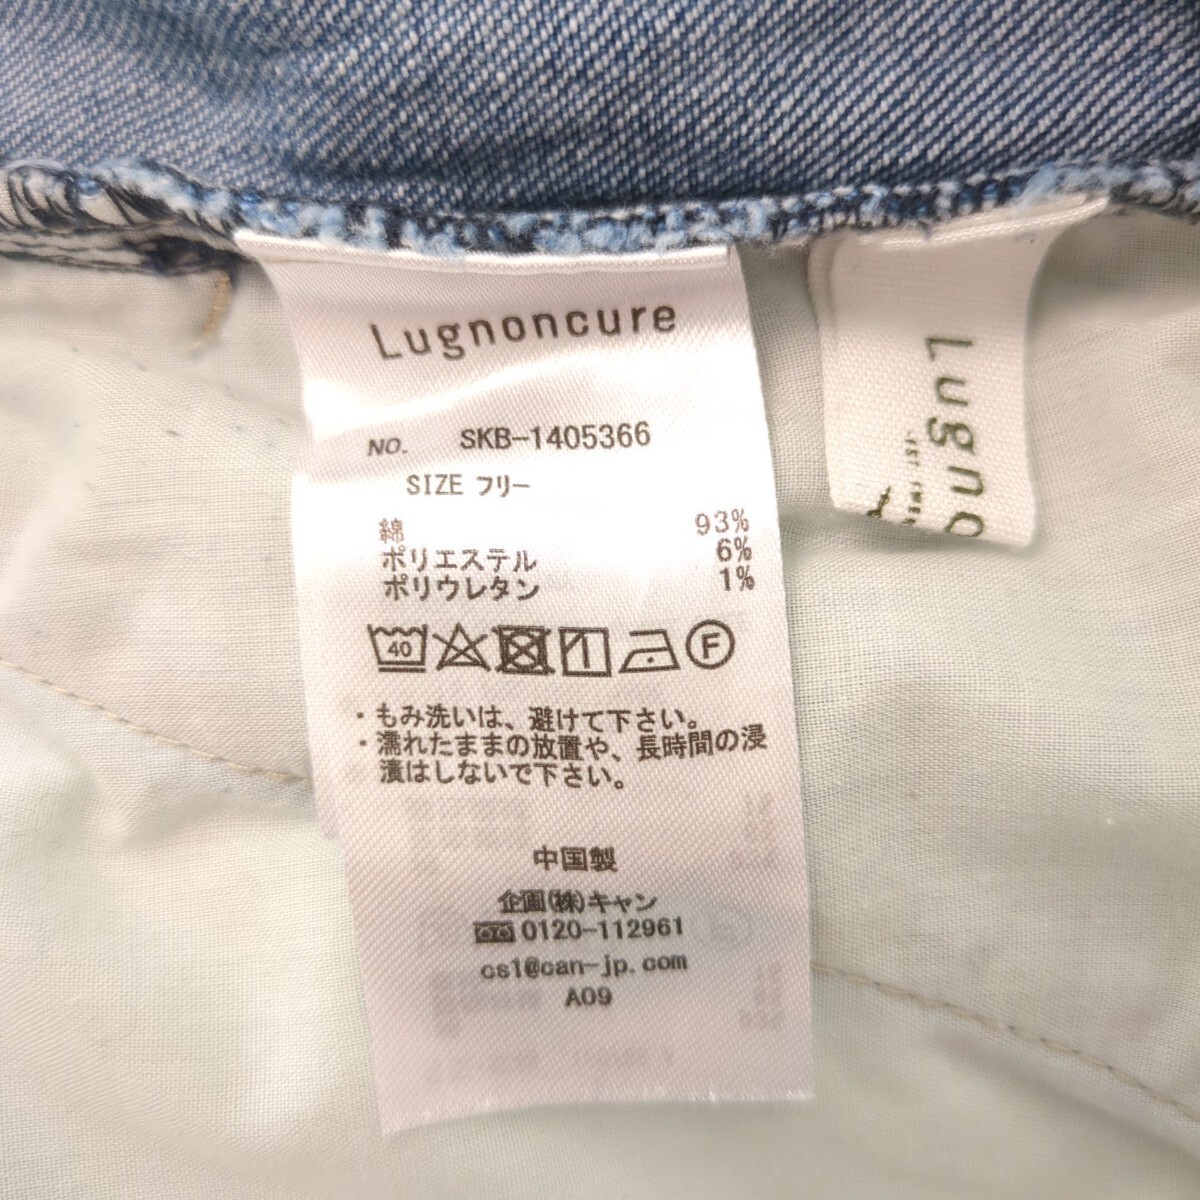 Lugnoncure
NO. SKB-1405366
SIZE フリー
綿 93%
ポリエステル 6%
ポリウレタン 1%
40
F
・もみ洗いは、避けて下さい。
・濡れたままの放置や、長時間の浸
漬はしないで下さい。
中国製
企画(株)キャン
0120-112961
cs1@can-jp.com
A09